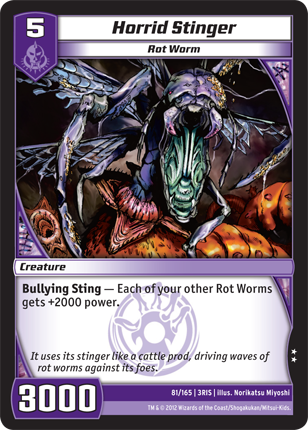 5
Horrid Stinger
Rot Worm
Creature
Bullying Sting — Each of your other Rot Worms
gets +2000 power.
It uses its stinger like a cattle prod, driving waves of
rot worms against its foes.
3000
81/165 | 3RIS | illus. Norikatsu Miyoshi
TM & © 2012 Wizards of the Coast/Shogakukan/Mitsui-Kids.